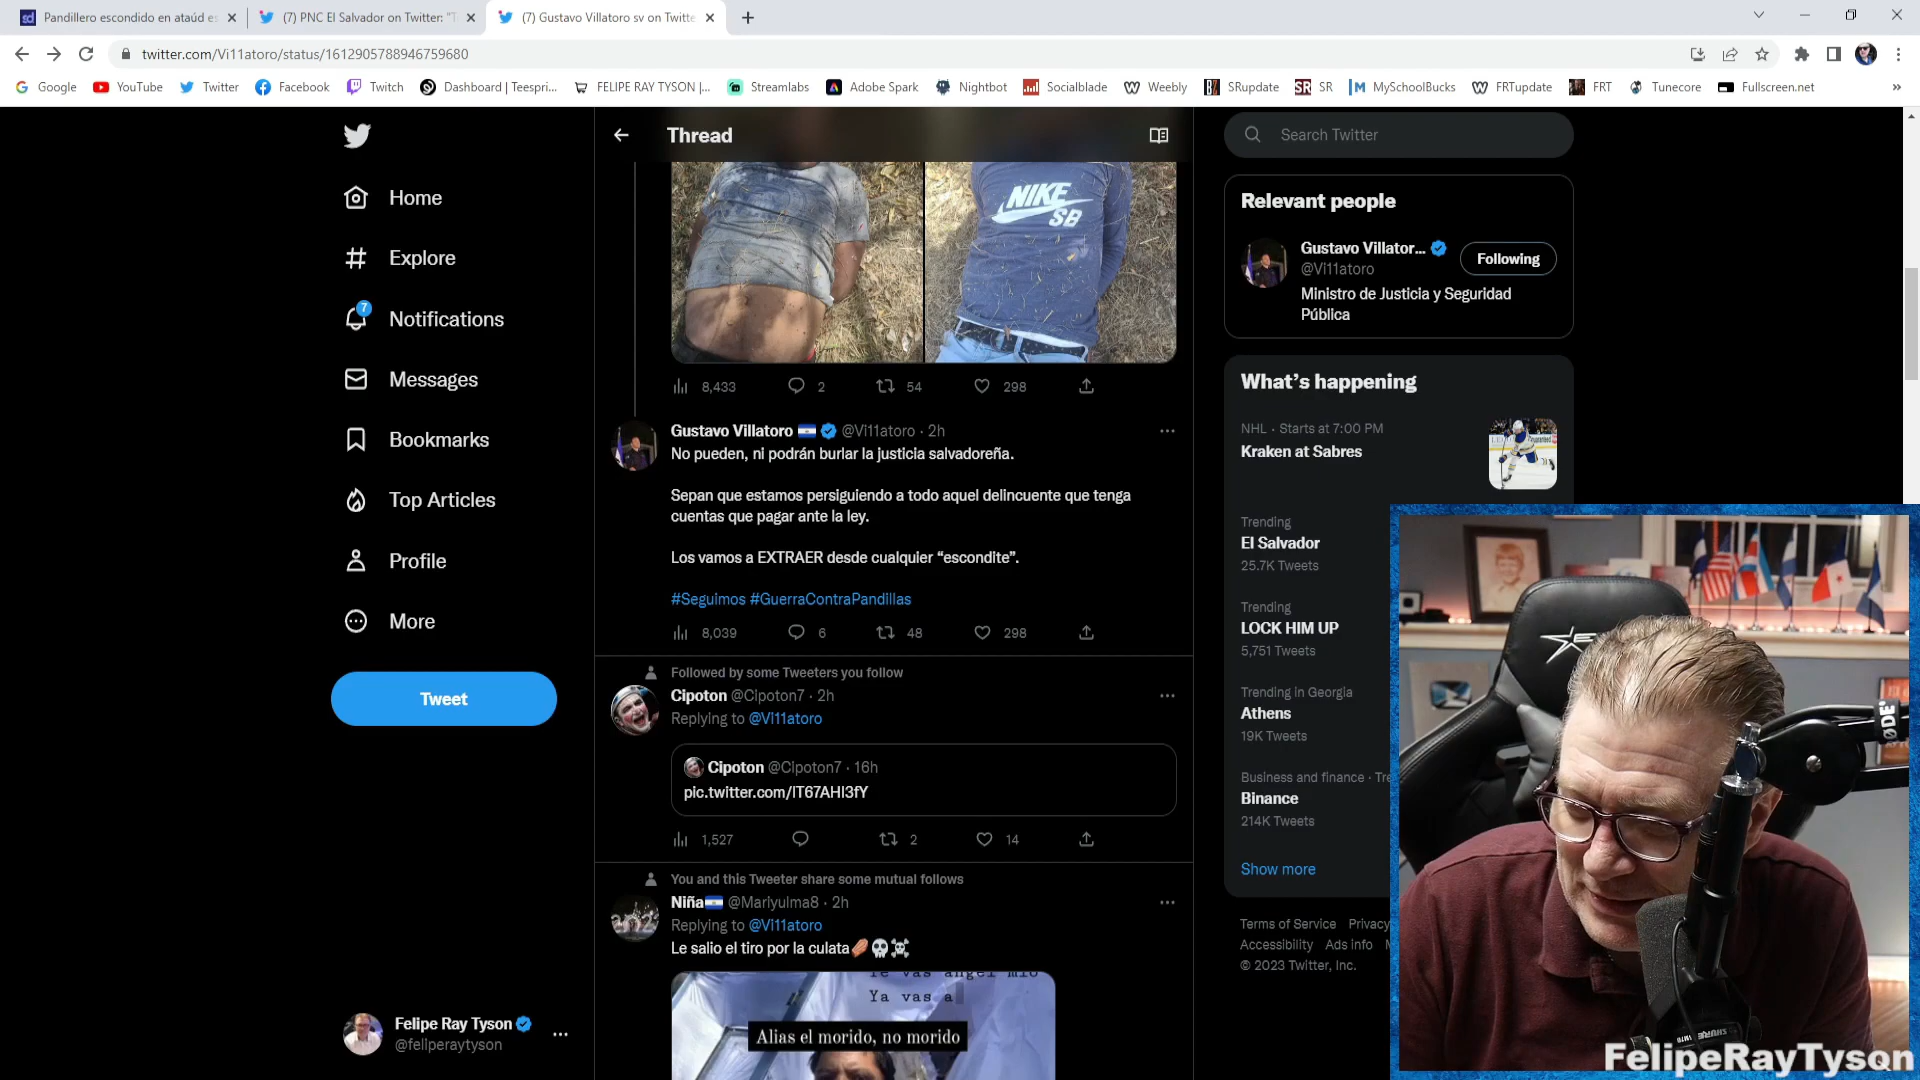 Pandillero escondido en ataúd es
(7) PNC El Salvador on Twitter: "T
(7) Gustavo Villatoro sv on Twitte
twitter.com/Vi11atoro/status/1612905788946759680
Google
YouTube
Twitter
Facebook
Twitch
Dashboard | Teespri...
FELIPE RAY TYSON |...
Streamlabs
Adobe Spark
Nightbot
Socialblade
Weebly
SRupdate
SR SR
MySchoolBucks
FRTupdate
FRT
Tunecore
Fullscreen.net
Home
Explore
7
Notifications
Messages
Bookmarks
Top Articles
Profile
More
Tweet
Felipe Ray Tyson
@feliperaytyson
Thread
NIKE
SB
8,433 2 54 298
Gustavo Villatoro @Vi11atoro · 2h
No pueden, ni podrán burlar la justicia salvadoreña.
Sepan que estamos persiguiendo a todo aquel delincuente que tenga
cuentas que pagar ante la ley.
Los vamos a EXTRAER desde cualquier “escondite”.
#Seguimos #GuerraContraPandillas
8,039 6 48 298
Followed by some Tweeters you follow
Cipoton @Cipoton7 · 2h
Replying to @Vi11atoro
Cipoton @Cipoton7 · 16h
pic.twitter.com/IT67AHI3fY
1,527 2 14
You and this Tweeter share some mutual follows
Niña @Mariyulma8 · 2h
Replying to @Vi11atoro
Le salio el tiro por la culata
Te vas angel mio
Ya vas a
Alias el morido, no morido
Search Twitter
Relevant people
Gustavo Villator...
@Vi11atoro
Following
Ministro de Justicia y Seguridad
Pública
What’s happening
NHL · Starts at 7:00 PM
Kraken at Sabres
Trending
El Salvador
25.7K Tweets
Trending
LOCK HIM UP
5,751 Tweets
Trending in Georgia
Athens
19K Tweets
Business and finance · Tre
Binance
214K Tweets
Show more
Terms of Service Privacy
Accessibility Ads info
© 2023 Twitter, Inc.
RØDE
SHURE
FelipeRayTyson